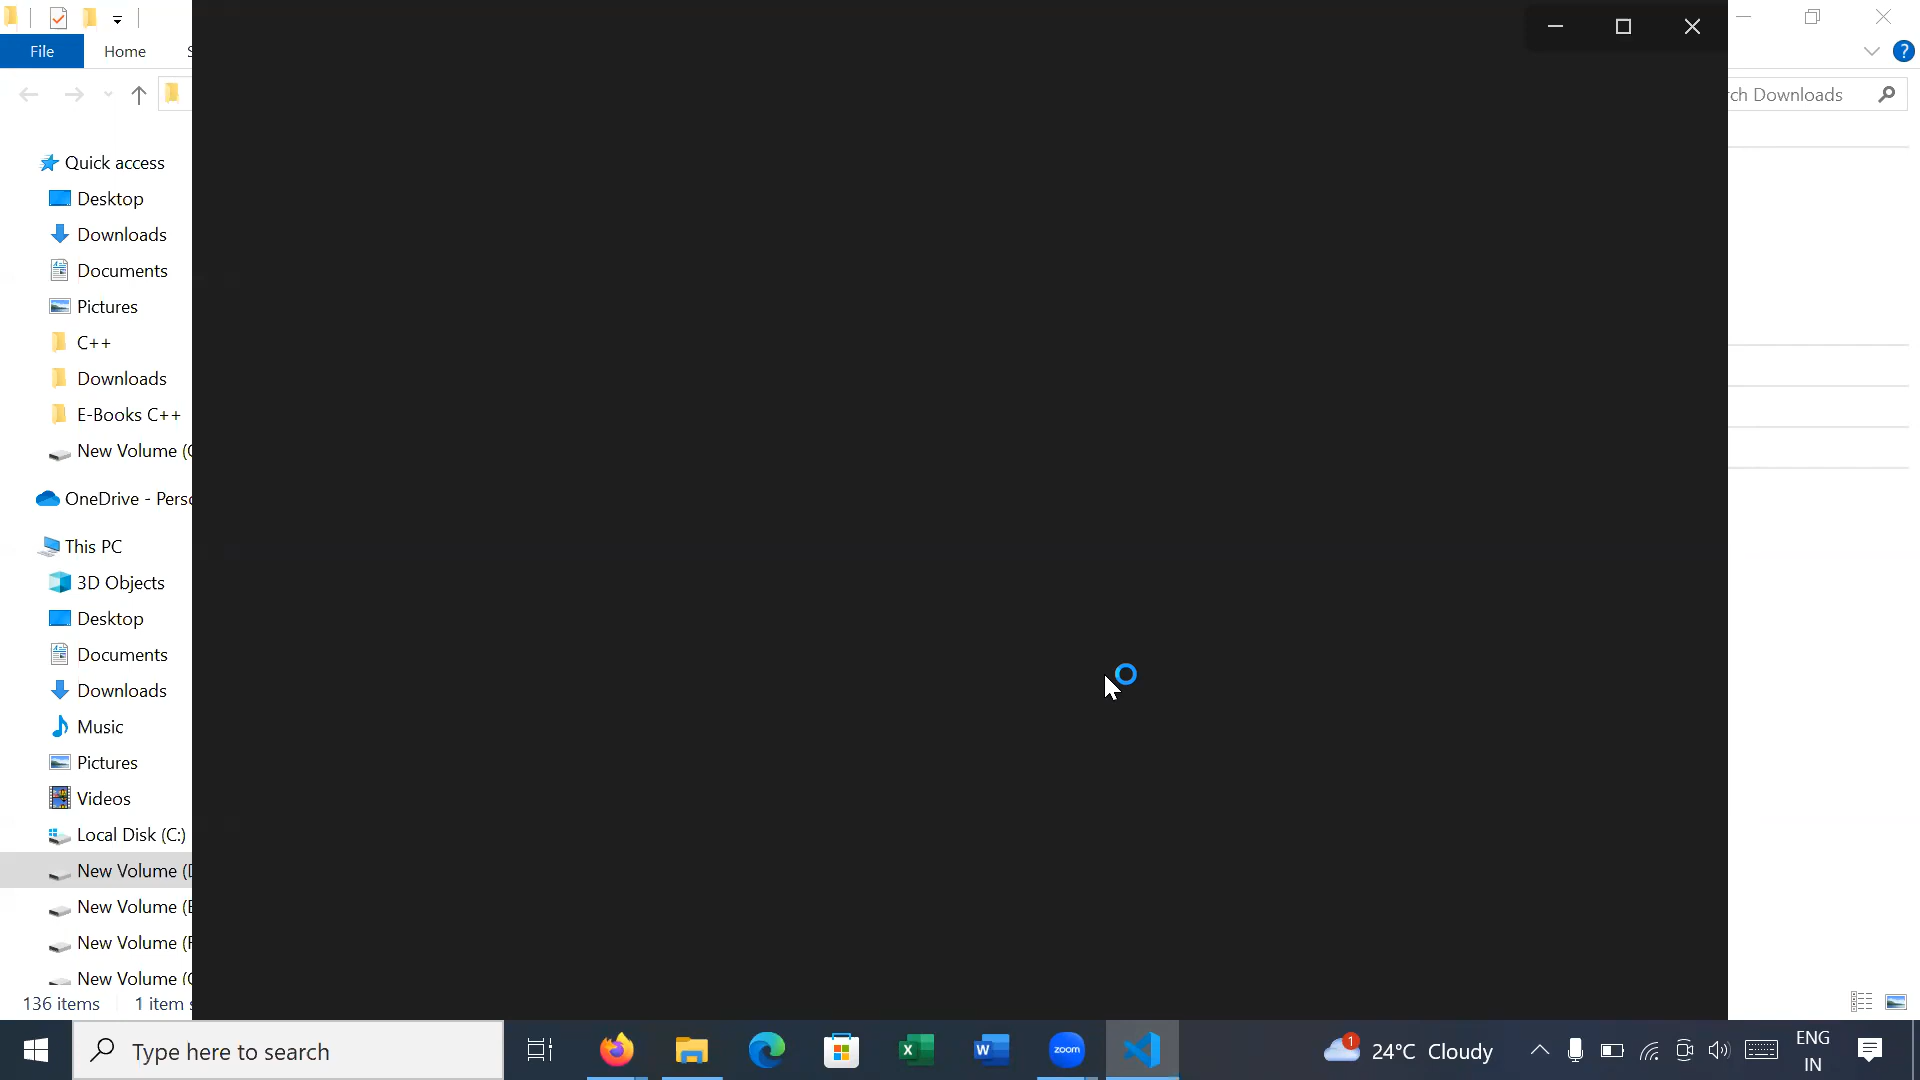 File
Home
ch Downloads
Quick access
Desktop
Downloads
Documents
Pictures
C++
Downloads
E-Books C++
New Volume (
OneDrive - Perso
This PC
3D Objects
Desktop
Documents
Downloads
Music
Pictures
Videos
Local Disk (C:)
New Volume (
New Volume (
New Volume (
New Volume (
136 items 1 item
Type here to search
zoom
1
24°C Cloudy
ENG
IN